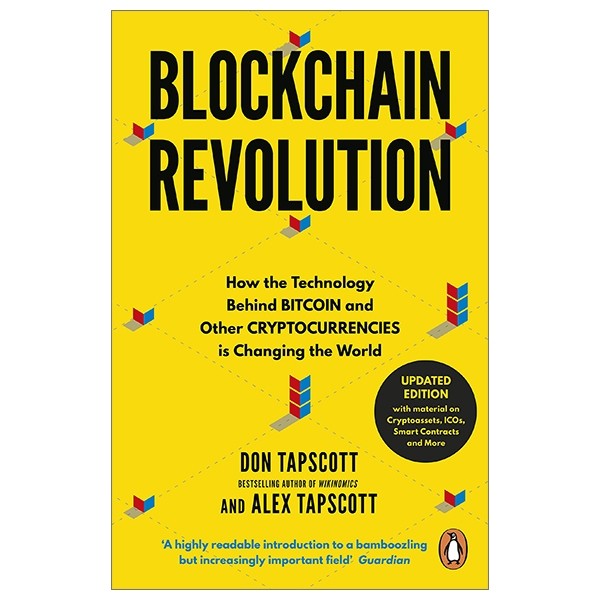 BLOCKCHAIN
REVOLUTION
How the Technology
Behind BITCOIN and
Other CRYPTOCURRENCIES
is Changing the World
UPDATED
EDITION
with material on
Cryptoassets, ICOs,
Smart Contracts
and More
DON TAPSCOTT
BESTSELLING AUTHOR OF WIKINOMICS
AND ALEX TAPSCOTT
‘A highly readable introduction to a bamboozling
but increasingly important field’ Guardian